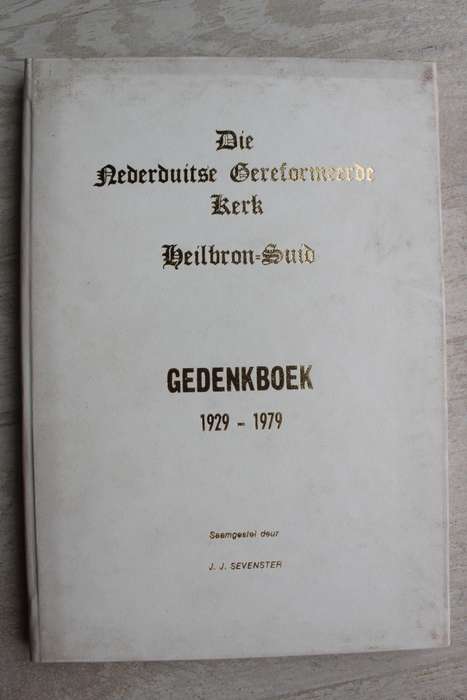 Die
Nederduitse Gereformeerde
Kerk
Heilbron-Suid
GEDENKBOEK
1929 - 1979
Saamgestel deur
J. J. SEVENSTER